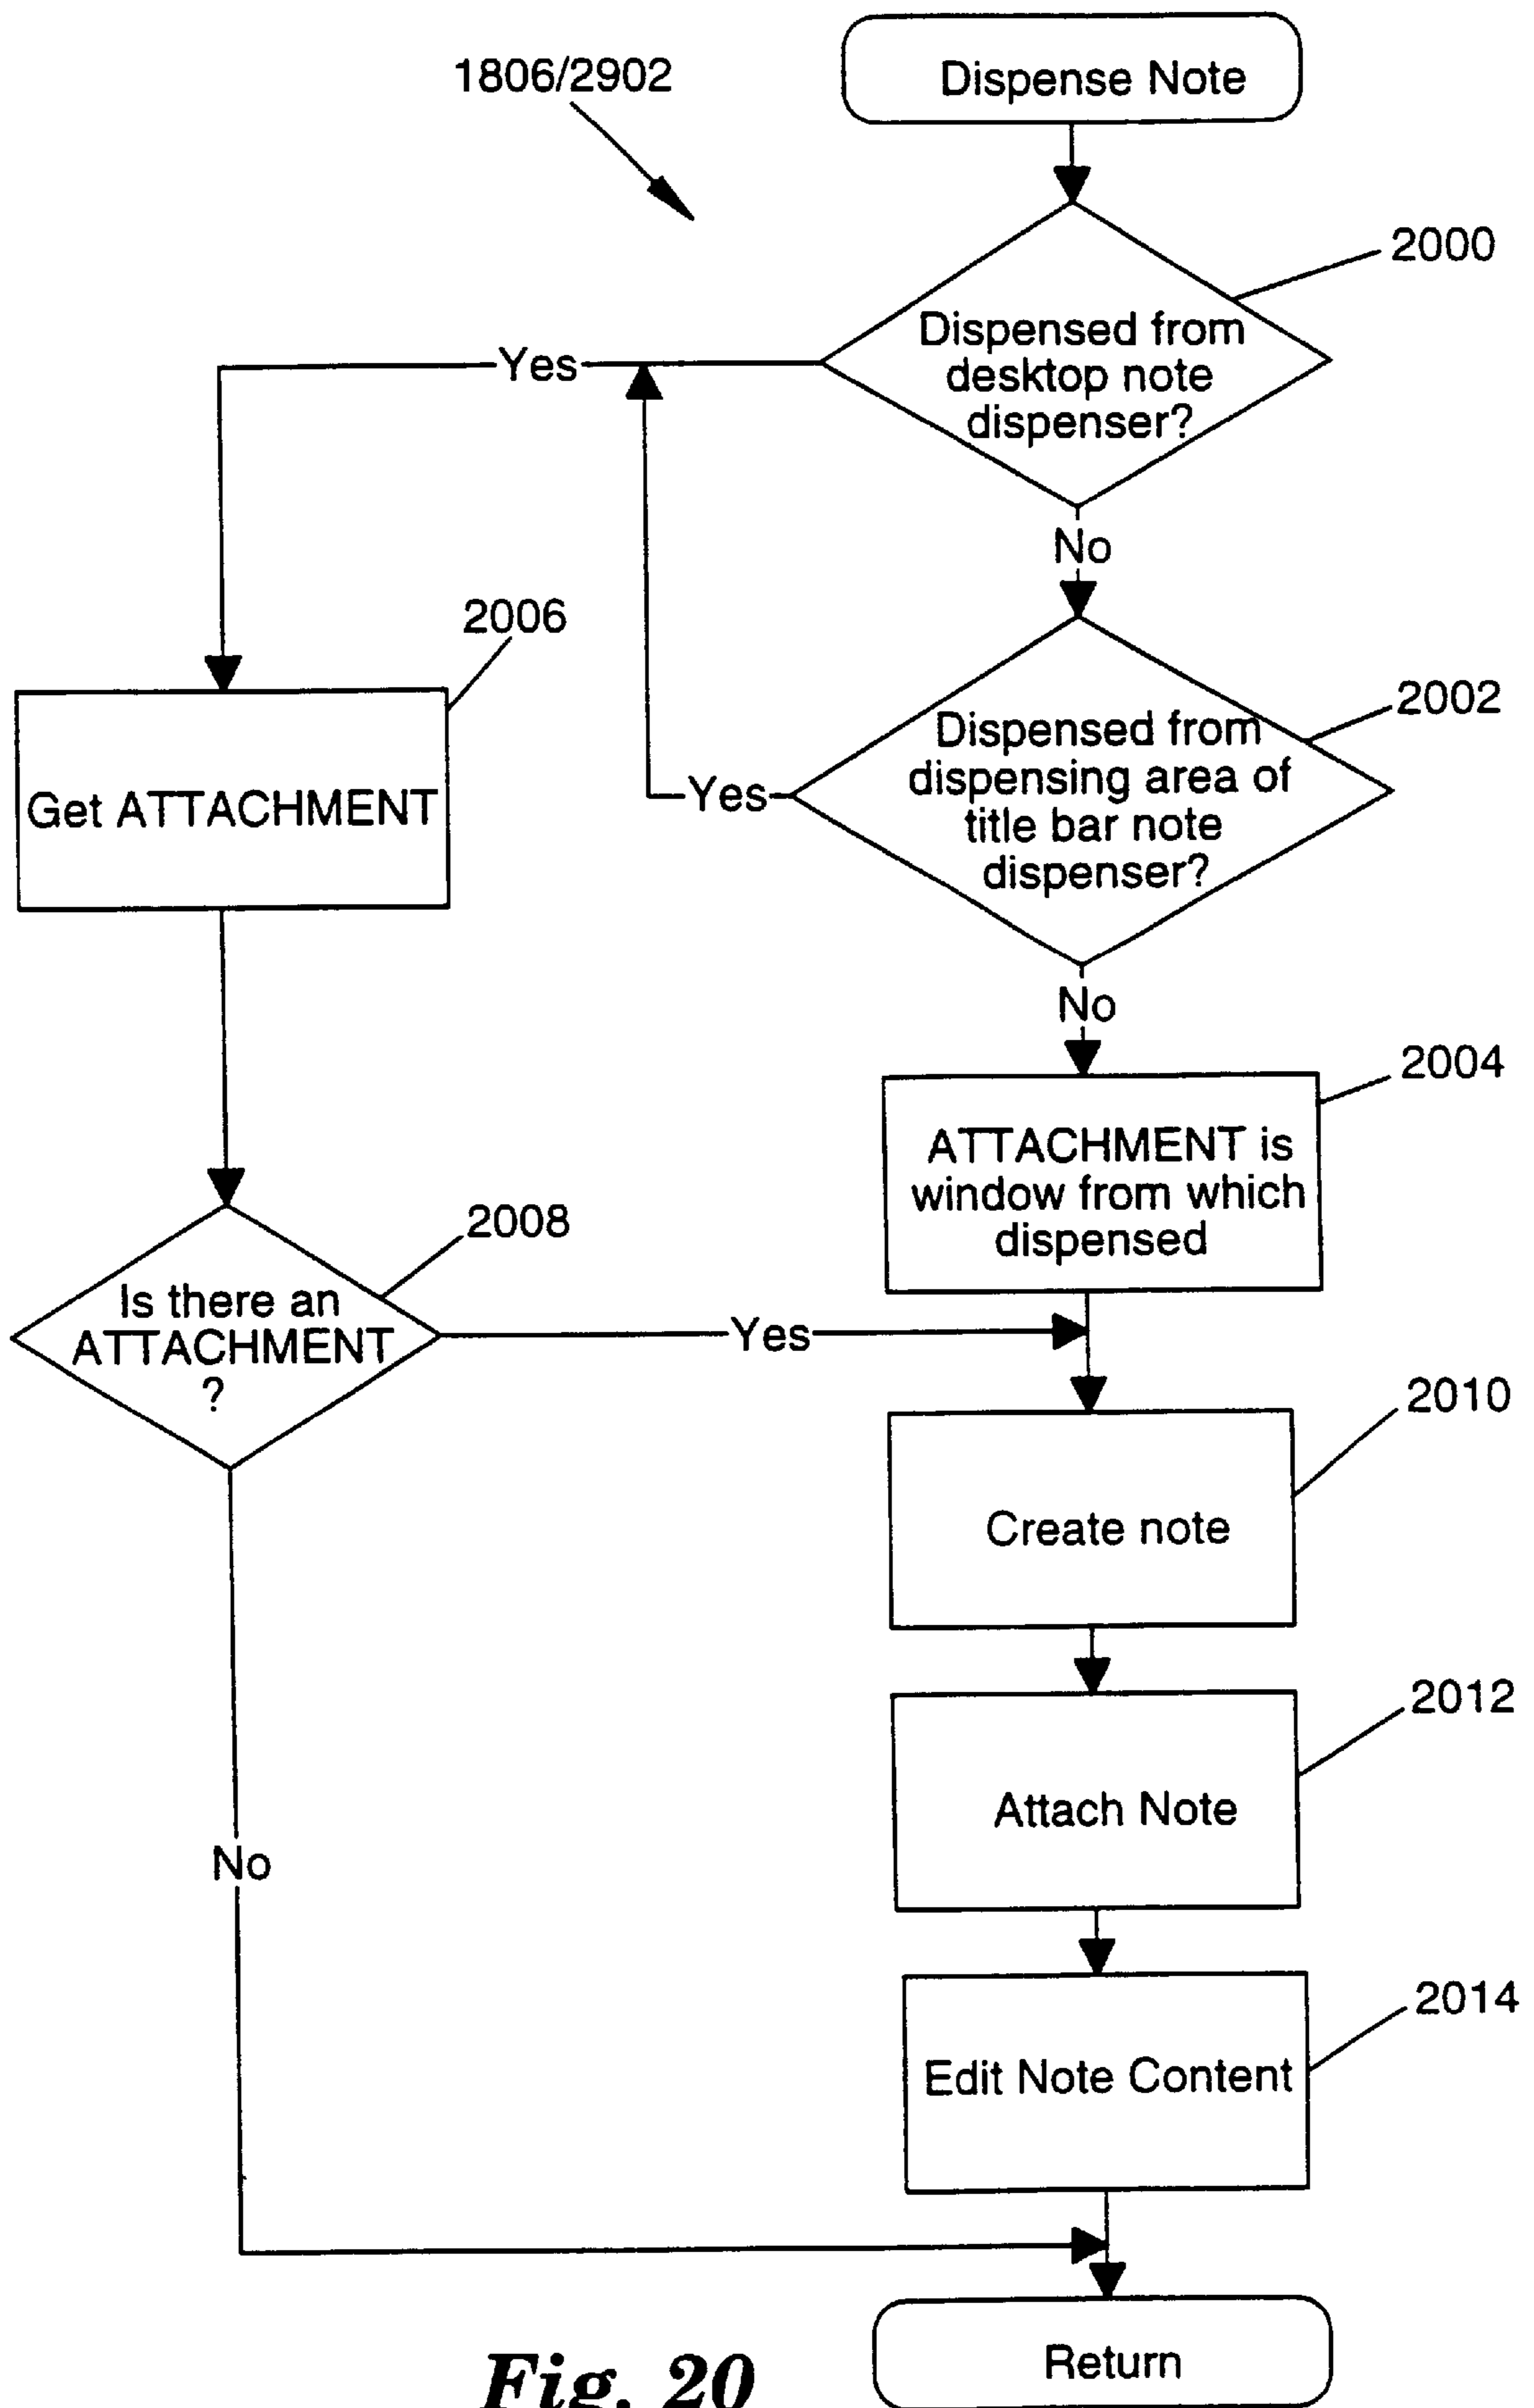 1806/2902
Dispense Note
2000
Dispensed from
desktop note
dispenser?
Yes
No
2006
2002
Dispensed from
dispensing area of
title bar note
dispenser?
Yes
Get ATTACHMENT
No
2004
ATTACHMENT is
window from which
dispensed
2008
Is there an
ATTACHMENT
?
Yes
2010
Create note
2012
Attach Note
No
2014
Edit Note Content
Return
Fig. 20